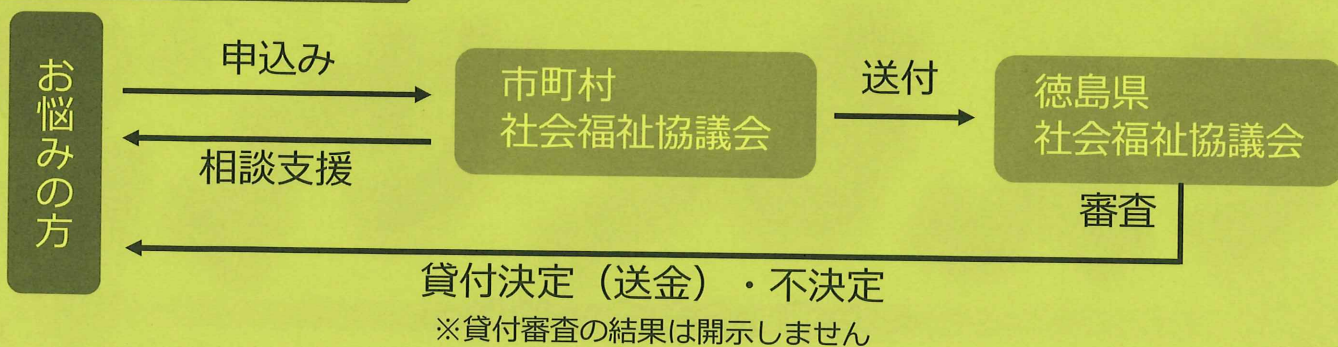 お悩みの方
申込み
相談支援
市町村
社会福祉協議会
送付
徳島県
社会福祉協議会
審査
貸付決定（送金）・不決定
※貸付審査の結果は開示しません